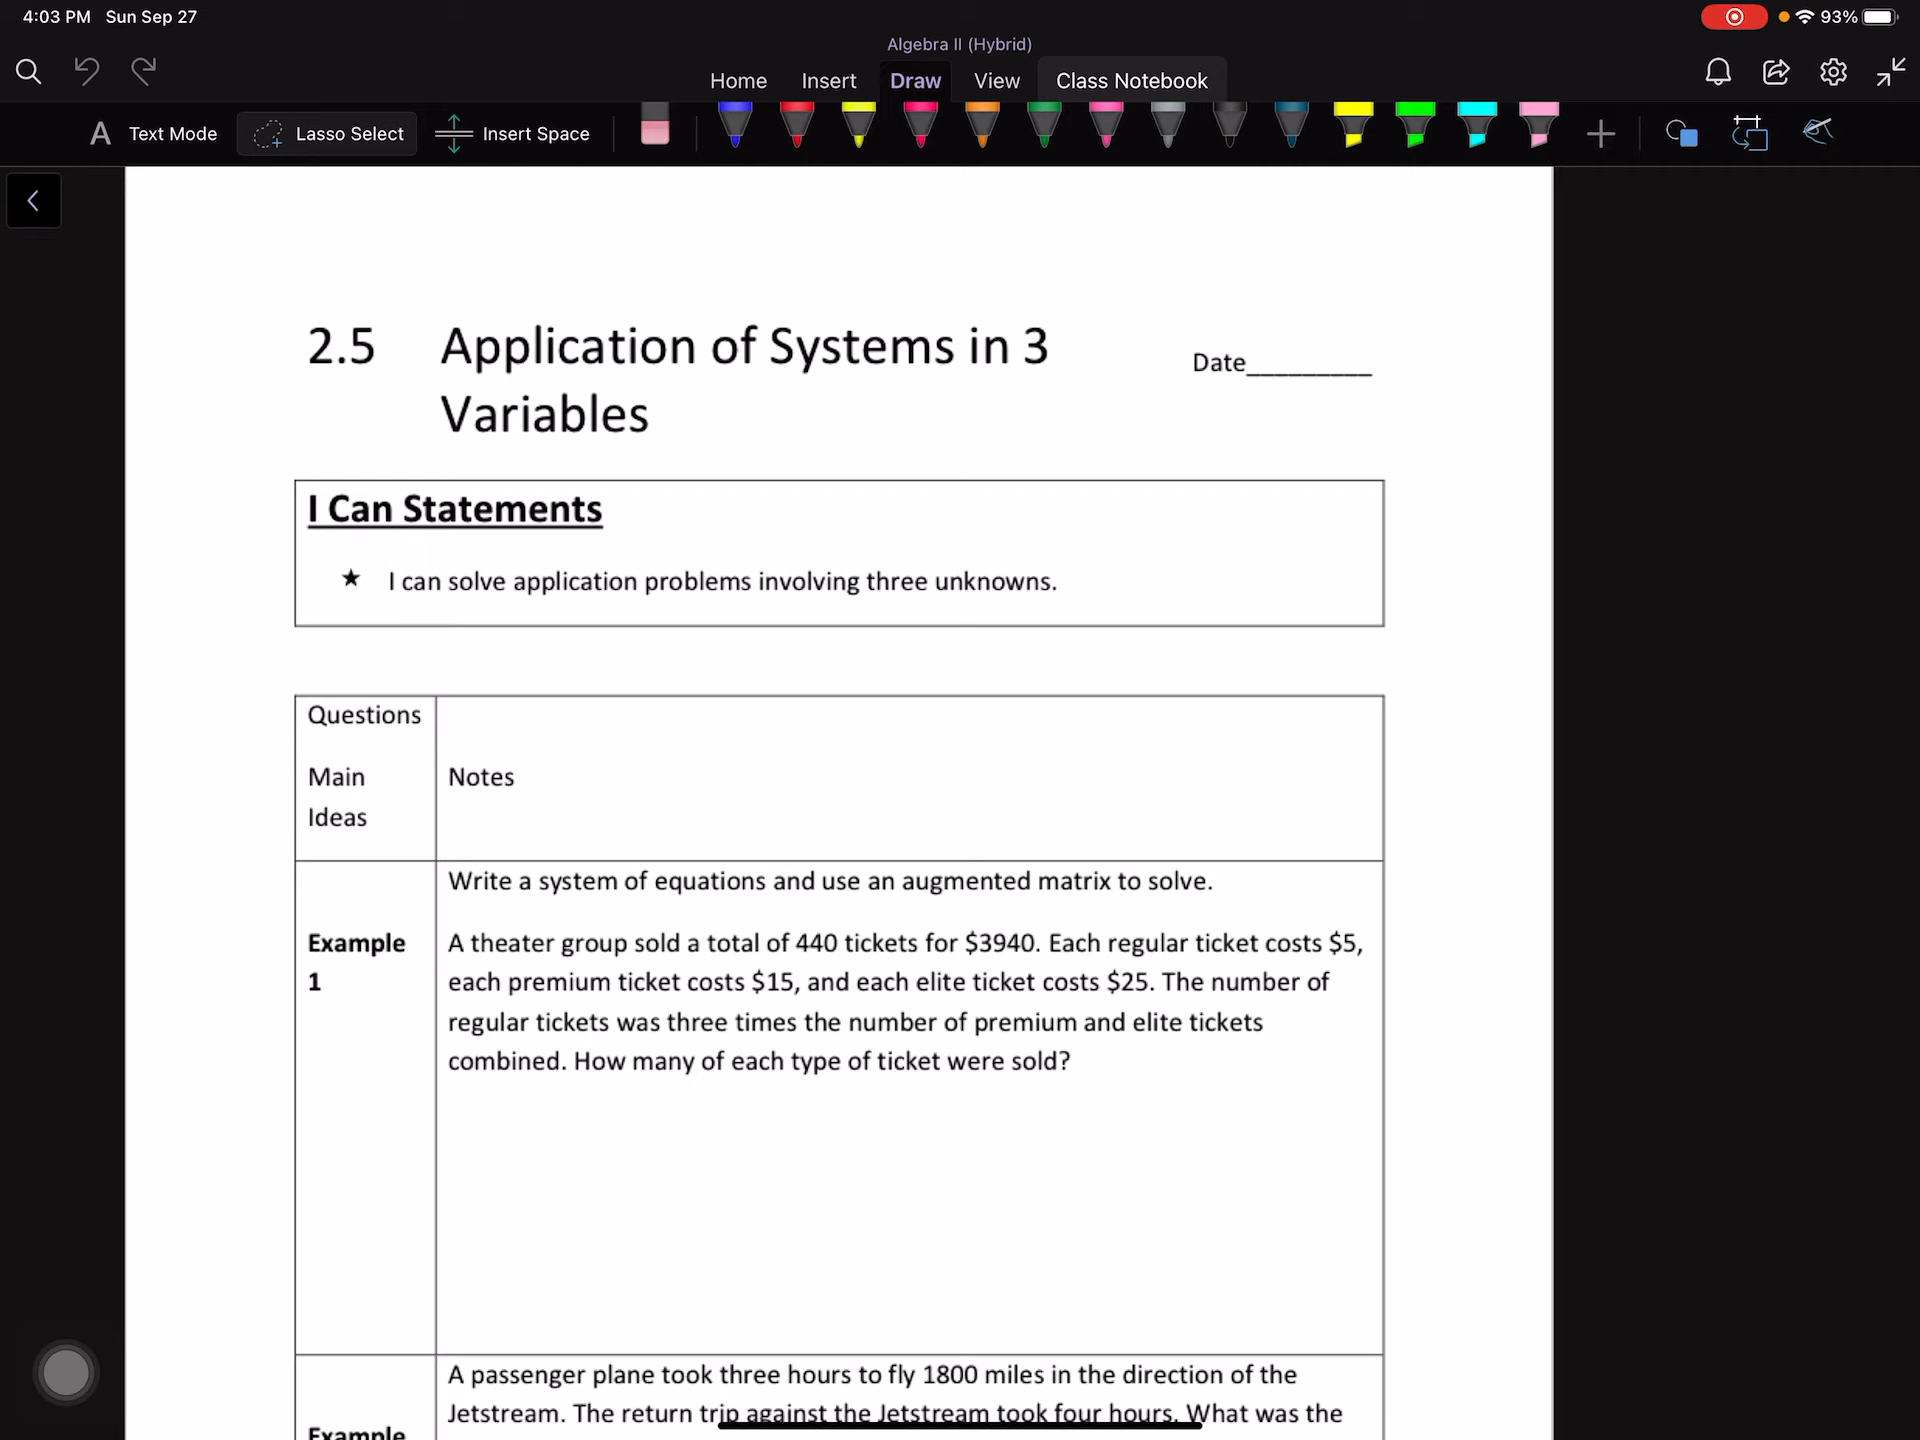 4:03 PM Sun Sep 27
93%
Algebra II (Hybrid)
Home Insert Draw View Class Notebook
A Text Mode Lasso Select Insert Space
2.5 Application of Systems in 3
Date_________
Variables
I Can Statements
★ I can solve application problems involving three unknowns.
Questions
Main
Ideas
Notes
Example
1
Write a system of equations and use an augmented matrix to solve.
A theater group sold a total of 440 tickets for $3940. Each regular ticket costs $5,
each premium ticket costs $15, and each elite ticket costs $25. The number of
regular tickets was three times the number of premium and elite tickets
combined. How many of each type of ticket were sold?
Example
A passenger plane took three hours to fly 1800 miles in the direction of the
Jetstream. The return trip against the Jetstream took four hours. What was the